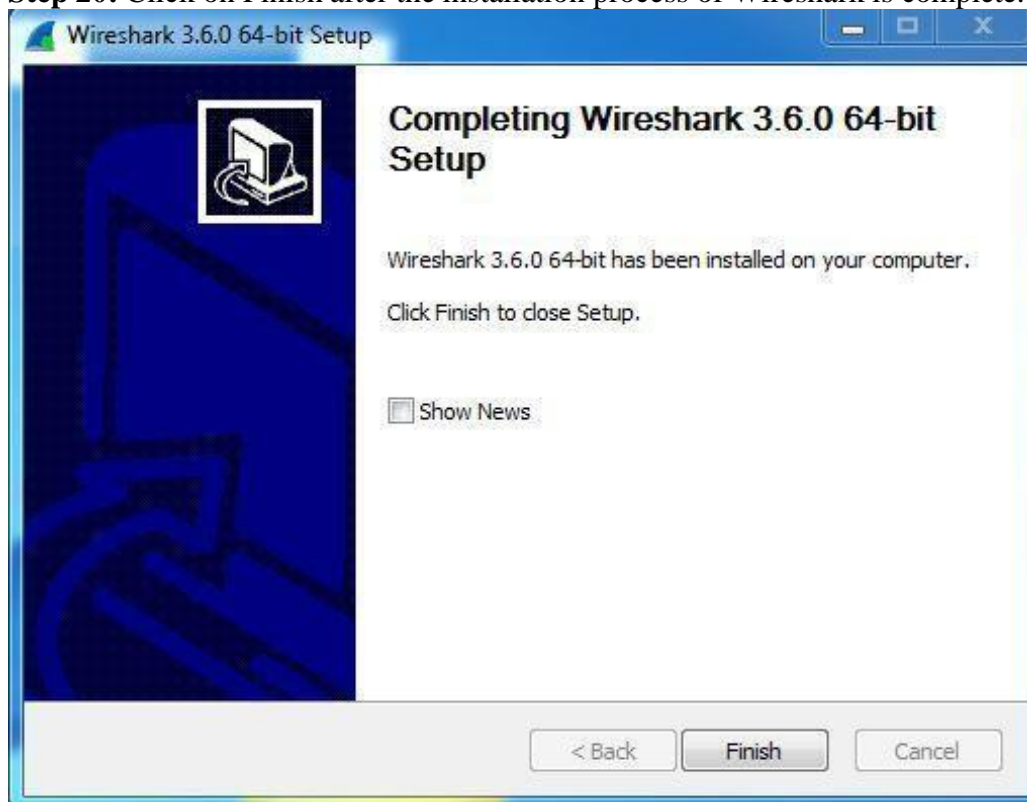 Step 20: Click on Finish after the installation process of Wireshark is complete.
Wireshark 3.6.0 64-bit Setup
Completing Wireshark 3.6.0 64-bit
Setup
Wireshark 3.6.0 64-bit has been installed on your computer.
Click Finish to close Setup.
Show News
< Back Finish Cancel